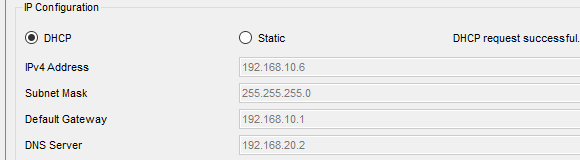 IP Configuration
DHCP Static DHCP request successful.
IPv4 Address 192.168.10.6
Subnet Mask 255.255.255.0
Default Gateway 192.168.10.1
DNS Server 192.168.20.2